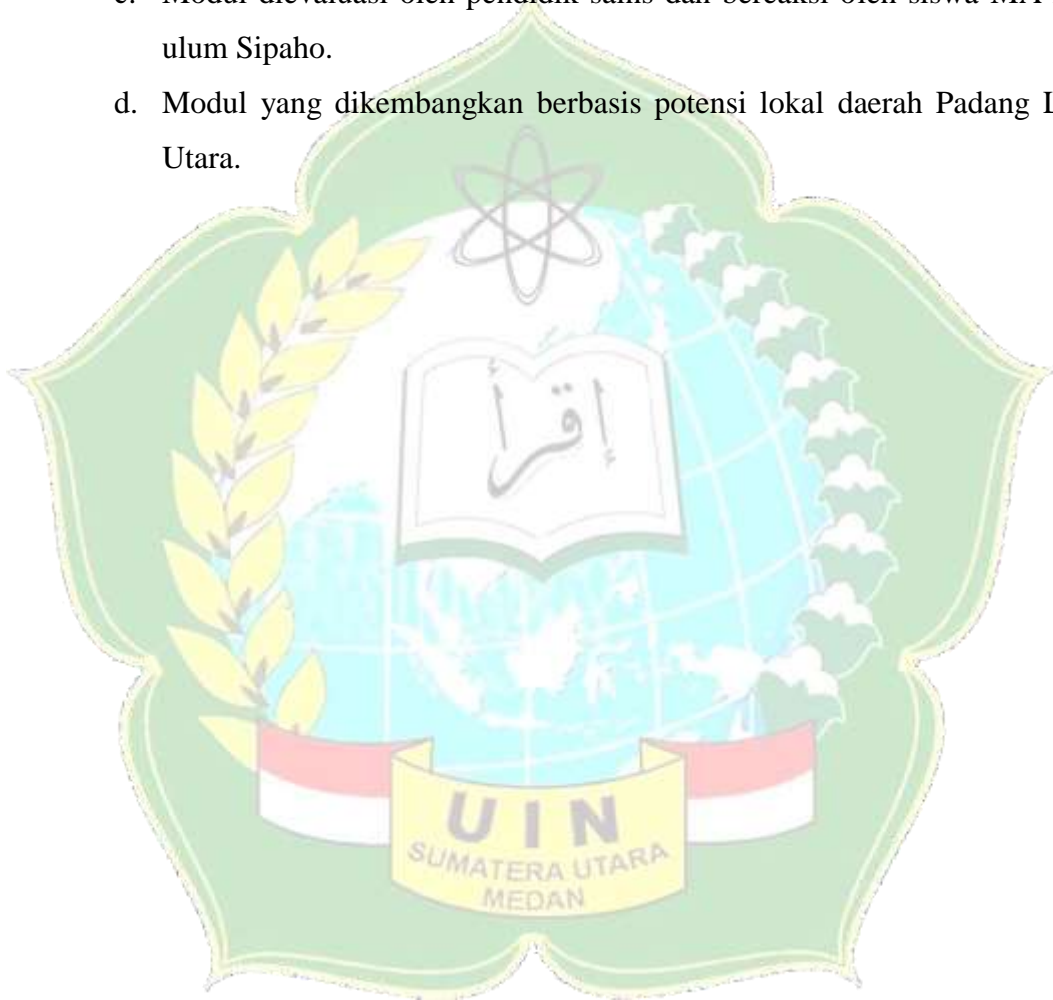 Modul dievaluasi oleh pendidik sains dan bereaksi oleh siswa MA
ulum Sipaho.
d. Modul yang dikembangkan berbasis potensi lokal daerah Padang
Utara.
إقرأ
UIN
SUMATERA UTARA
MEDAN